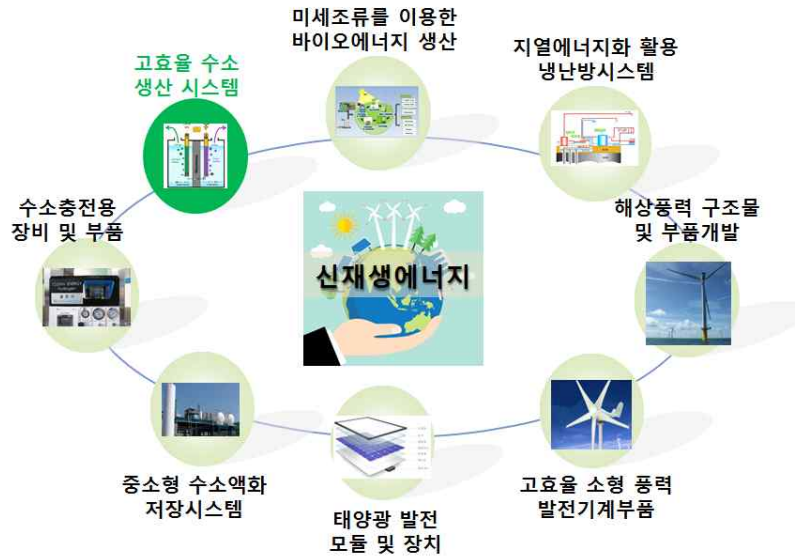 미세조류를 이용한
바이오에너지 생산
고효율 수소
생산 시스템
지열에너지화 활용
냉난방시스템
수소충전용
장비 및 부품
해상풍력 구조물
및 부품개발
신재생에너지
중소형 수소액화
저장시스템
태양광 발전
모듈 및 장치
고효율 소형 풍력
발전기계부품